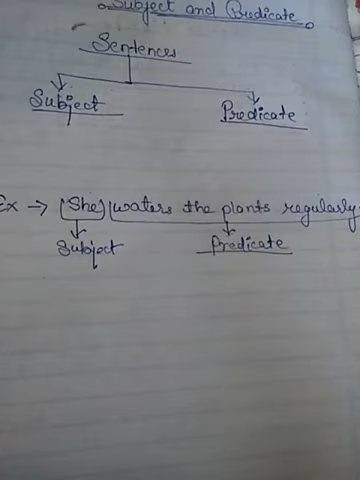 Subject and Predicate
Sentences
Subject Predicate
Ex → (She) waters the plants regularly
Subject Predicate